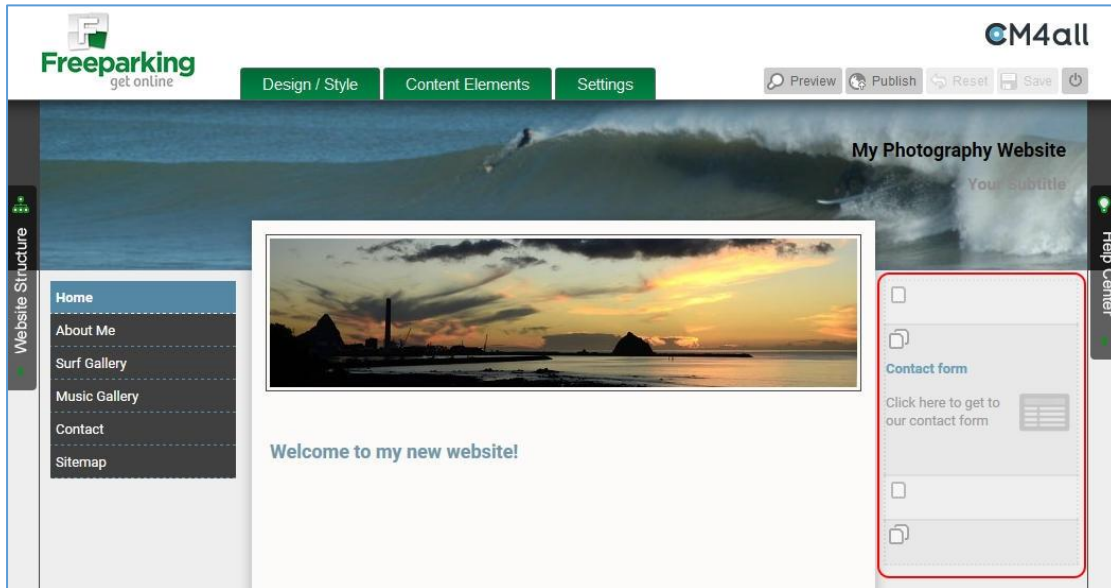 F
Freeparking
get online
CM4all
Design / Style
Content Elements
Settings
Preview
Publish
Reset
Save
My Photography Website
Your Subtitle
Website Structure
Help Center
Home
About Me
Surf Gallery
Music Gallery
Contact
Sitemap
Welcome to my new website!
Contact form
Click here to get to
our contact form